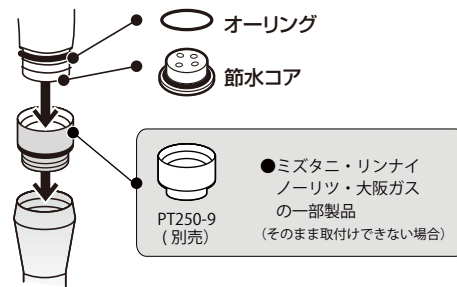 オーリング
節水コア
PT250-9
(別売)
●ミズタニ・リンナイ
ノーリツ・大阪ガス
の一部製品
(そのまま取付けできない場合)